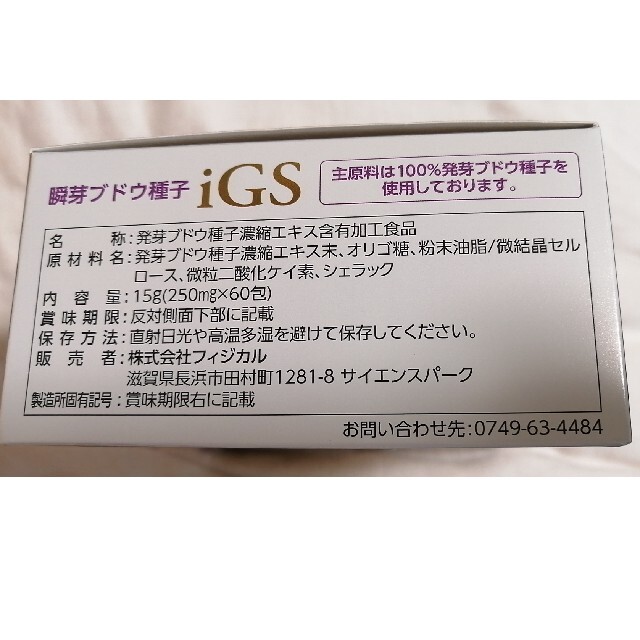 瞬芽ブドウ種子 iGS
主原料は100%発芽ブドウ種子を
使用しております。
名称:発芽ブドウ種子濃縮エキス含有加工食品
原材料名:発芽ブドウ種子濃縮エキス末、オリゴ糖、粉末油脂/微結晶セル
ロース、微粒二酸化ケイ素、シェラック
内容量:15g(250mg×60包)
賞味期限:反対側面下部に記載
保存方法:直射日光や高温多湿を避けて保存してください。
販売者:株式会社フィジカル
滋賀県長浜市田村町1281-8 サイエンスパーク
製造所固有記号:賞味期限右に記載
お問い合わせ先:0749-63-4484